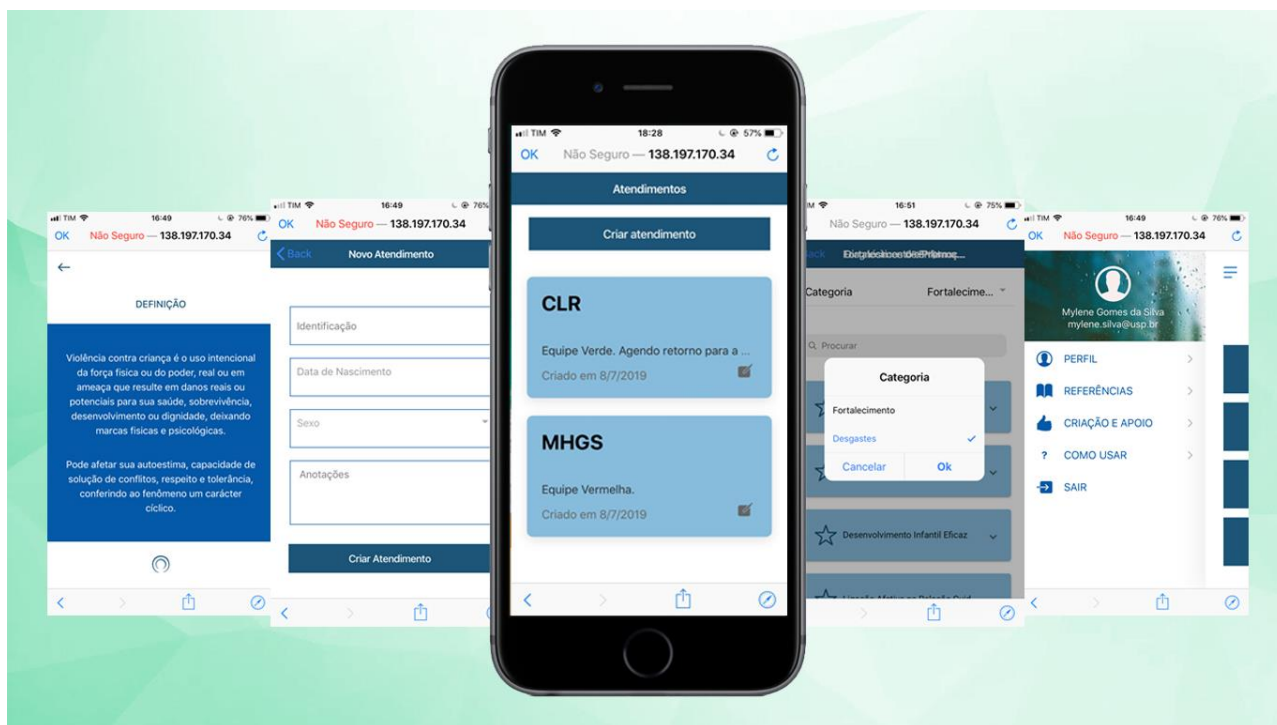 TIM 16:49 76%
OK Não Seguro — 138.197.170.34
DEFINIÇÃO
Violência contra criança é o uso intencional
da força física ou do poder, real ou em
ameaça que resulte em danos reais ou
potenciais para sua saúde, sobrevivência,
desenvolvimento ou dignidade, deixando
marcas físicas e psicológicas.
Pode afetar sua autoestima, capacidade de
solução de conflitos, respeito e tolerância,
conferindo ao fenômeno um carácter
cíclico.
TIM 16:49 76%
OK Não Seguro — 138.197.170.34
Back Novo Atendimento
Identificação
Data de Nascimento
Sexo
Anotações
Criar Atendimento
TIM 18:28 57%
OK Não Seguro — 138.197.170.34
Atendimentos
Criar atendimento
CLR
Equipe Verde. Agendo retorno para a ...
Criado em 8/7/2019
MHGS
Equipe Vermelha.
Criado em 8/7/2019
IM 16:51 75%
Não Seguro — 138.197.170.34
ack
Categoria Fortalecime...
Procurar
Categoria
Fortalecimento
Desgastes
Cancelar Ok
Desenvolvimento Infantil Eficaz
TIM 16:49 76%
OK Não Seguro — 138.197.170.34
Mylene Gomes da Silva
mylene.silva@usp.br
PERFIL
REFERÊNCIAS
CRIAÇÃO E APOIO
? COMO USAR
SAIR